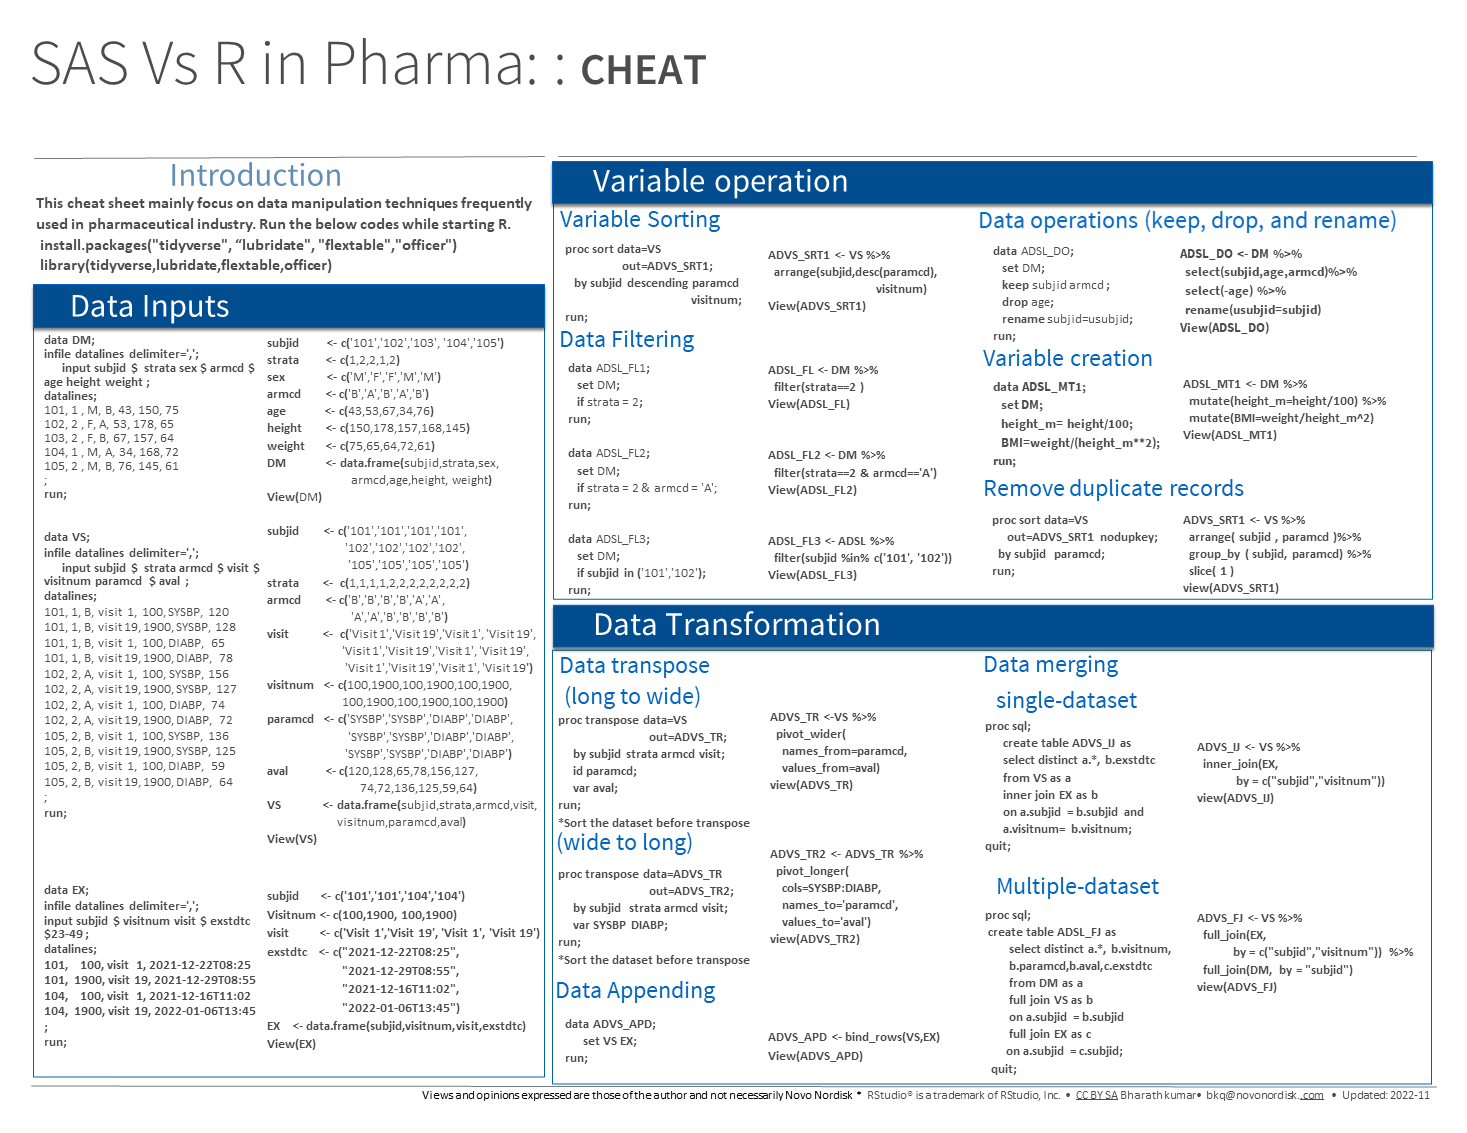 SAS Vs R in Pharma: : CHEAT
Introduction
This cheat sheet mainly focus on data manipulation techniques frequently
used in pharmaceutical industry. Run the below codes while starting R.
install.packages("tidyverse", “lubridate", "flextable","officer")
library(tidyverse,lubridate,flextable,officer)
Data Inputs
data DM;
infile datalines delimiter=',';
input subjid $ strata sex $ armcd $
age height weight ;
datalines;
101, 1 , M, B, 43, 150, 75
102, 2 , F, A, 53, 178, 65
103, 2 , F, B, 67, 157, 64
104, 1 , M, A, 34, 168, 72
105, 2 , M, B, 76, 145, 61
;
run;
subjid <- c('101','102','103', '104','105')
strata <- c(1,2,2,1,2)
sex <- c('M','F','F','M','M')
armcd <- c('B','A','B','A','B')
age <- c(43,53,67,34,76)
height <- c(150,178,157,168,145)
weight <- c(75,65,64,72,61)
DM <- data.frame(subjid,strata,sex,
armcd,age,height, weight)
View(DM)
data VS;
infile datalines delimiter=',';
input subjid $ strata armcd $ visit $
visitnum paramcd $ aval ;
datalines;
101, 1, B, visit 1, 100, SYSBP, 120
101, 1, B, visit 19, 1900, SYSBP, 128
101, 1, B, visit 1, 100, DIABP, 65
101, 1, B, visit 19, 1900, DIABP, 78
102, 2, A, visit 1, 100, SYSBP, 156
102, 2, A, visit 19, 1900, SYSBP, 127
102, 2, A, visit 1, 100, DIABP, 74
102, 2, A, visit 19, 1900, DIABP, 72
105, 2, B, visit 1, 100, SYSBP, 136
105, 2, B, visit 19, 1900, SYSBP, 125
105, 2, B, visit 1, 100, DIABP, 59
105, 2, B, visit 19, 1900, DIABP, 64
;
run;
subjid <- c('101','101','101','101',
'102','102','102','102',
'105','105','105','105')
strata <- c(1,1,1,1,2,2,2,2,2,2,2,2)
armcd <- c('B','B','B','B','A','A',
'A','A','B','B','B','B')
visit <- c('Visit 1','Visit 19','Visit 1', 'Visit 19',
'Visit 1','Visit 19','Visit 1', 'Visit 19',
'Visit 1','Visit 19','Visit 1', 'Visit 19')
visitnum <- c(100,1900,100,1900,100,1900,
100,1900,100,1900,100,1900)
paramcd <- c('SYSBP','SYSBP','DIABP','DIABP',
'SYSBP','SYSBP','DIABP','DIABP',
'SYSBP','SYSBP','DIABP','DIABP')
aval <- c(120,128,65,78,156,127,
74,72,136,125,59,64)
VS <- data.frame(subjid,strata,armcd,visit,
visitnum,paramcd,aval)
View(VS)
data EX;
infile datalines delimiter=',';
input subjid $ visitnum visit $ exstdtc
$23-49 ;
datalines;
101, 100, visit 1, 2021-12-22T08:25
101, 1900, visit 19, 2021-12-29T08:55
104, 100, visit 1, 2021-12-16T11:02
104, 1900, visit 19, 2022-01-06T13:45
;
run;
subjid <- c('101','101','104','104')
Visitnum <- c(100,1900, 100,1900)
visit <- c('Visit 1','Visit 19', 'Visit 1', 'Visit 19')
exstdtc <- c("2021-12-22T08:25",
"2021-12-29T08:55",
"2021-12-16T11:02",
"2022-01-06T13:45")
EX <- data.frame(subjid,visitnum,visit,exstdtc)
View(EX)
Variable operation
Variable Sorting
proc sort data=VS
out=ADVS_SRT1;
by subjid descending paramcd
visitnum;
run;
ADVS_SRT1 <- VS %>%
arrange(subjid,desc(paramcd),
visitnum)
View(ADVS_SRT1)
Data Filtering
data ADSL_FL1;
set DM;
if strata = 2;
run;
ADSL_FL <- DM %>%
filter(strata==2 )
View(ADSL_FL)
data ADSL_FL2;
set DM;
if strata = 2 & armcd = 'A';
run;
ADSL_FL2 <- DM %>%
filter(strata==2 & armcd=='A')
View(ADSL_FL2)
data ADSL_FL3;
set DM;
if subjid in ('101','102');
run;
ADSL_FL3 <- ADSL %>%
filter(subjid %in% c('101', '102'))
View(ADSL_FL3)
Data operations (keep, drop, and rename)
data ADSL_DO;
set DM;
keep subjid armcd ;
drop age;
rename subjid=usubjid;
run;
ADSL_DO <- DM %>%
select(subjid,age,armcd)%>%
select(-age) %>%
rename(usubjid=subjid)
View(ADSL_DO)
Variable creation
data ADSL_MT1;
set DM;
height_m= height/100;
BMI=weight/(height_m**2);
run;
ADSL_MT1 <- DM %>%
mutate(height_m=height/100) %>%
mutate(BMI=weight/height_m^2)
View(ADSL_MT1)
Remove duplicate records
proc sort data=VS
out=ADVS_SRT1 nodupkey;
by subjid paramcd;
run;
ADVS_SRT1 <- VS %>%
arrange( subjid , paramcd )%>%
group_by ( subjid, paramcd) %>%
slice( 1 )
view(ADVS_SRT1)
Data Transformation
Data transpose
(long to wide)
proc transpose data=VS
out=ADVS_TR;
by subjid strata armcd visit;
id paramcd;
var aval;
run;
*Sort the dataset before transpose
ADVS_TR <-VS %>%
pivot_wider(
names_from=paramcd,
values_from=aval)
view(ADVS_TR)
(wide to long)
proc transpose data=ADVS_TR
out=ADVS_TR2;
by subjid strata armcd visit;
var SYSBP DIABP;
run;
*Sort the dataset before transpose
ADVS_TR2 <- ADVS_TR %>%
pivot_longer(
cols=SYSBP:DIABP,
names_to='paramcd',
values_to='aval')
view(ADVS_TR2)
Data Appending
data ADVS_APD;
set VS EX;
run;
ADVS_APD <- bind_rows(VS,EX)
View(ADVS_APD)
Data merging
single-dataset
proc sql;
create table ADVS_IJ as
select distinct a.*, b.exstdtc
from VS as a
inner join EX as b
on a.subjid = b.subjid and
a.visitnum= b.visitnum;
quit;
ADVS_IJ <- VS %>%
inner_join(EX,
by = c("subjid","visitnum"))
view(ADVS_IJ)
Multiple-dataset
proc sql;
create table ADSL_FJ as
select distinct a.*, b.visitnum,
b.paramcd,b.aval,c.exstdtc
from DM as a
full join VS as b
on a.subjid = b.subjid
full join EX as c
on a.subjid = c.subjid;
quit;
ADVS_FJ <- VS %>%
full_join(EX,
by = c("subjid","visitnum")) %>%
full_join(DM, by = "subjid")
view(ADVS_FJ)
Views and opinions expressed are those of the author and not necessarily Novo Nordisk * RStudio® is a trademark of RStudio, Inc. • CC BY SA Bharath kumar• bkq@novonordisk.com • Updated: 2022-11